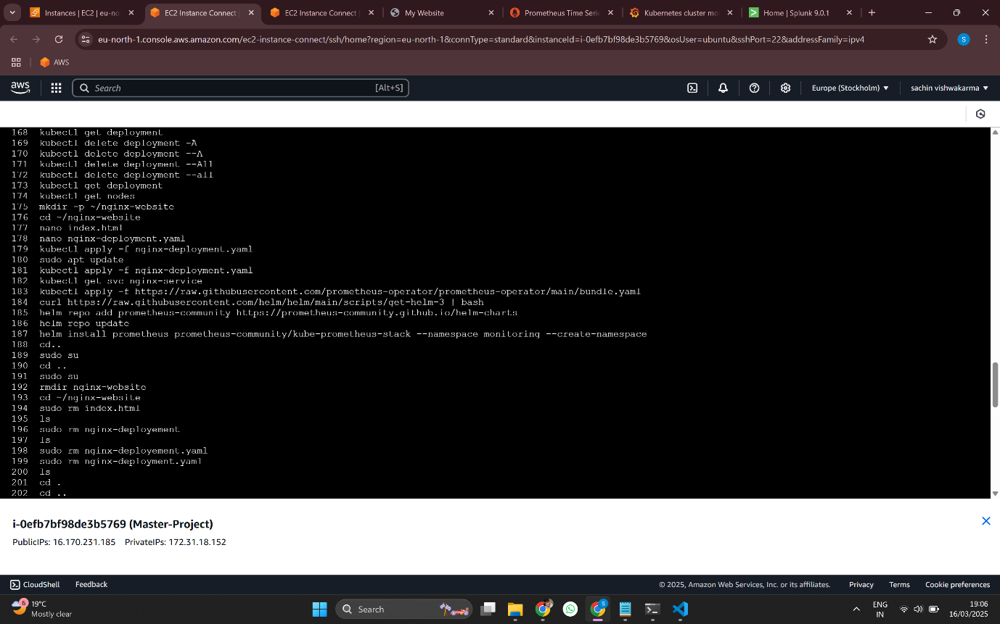 Instances | EC2 | eu-no
EC2 Instance Connect
EC2 Instance Connect
My Website
Prometheus Time Serie
Kubernetes cluster mo
Home | Splunk 9.0.1
eu-north-1.console.aws.amazon.com/ec2-instance-connect/ssh/home?region=eu-north-1&connType=standard&instanceId=i-0efb7bf98de3b5769&osUser=ubuntu&sshPort=22&addressFamily=ipv4
S
AWS
aws
Search
[Alt+S]
Europe (Stockholm)
sachin vishwakarma
168 kubectl get deployment
169 kubectl delete deployment -A
170 kubectl delete deployment --A
171 kubectl delete deployment --All
172 kubectl delete deployment --all
173 kubectl get deployment
174 kubectl get nodes
175 mkdir -p ~/nginx-website
176 cd ~/nginx-website
177 nano index.html
178 nano nginx-deployment.yaml
179 kubectl apply -f nginx-deployment.yaml
180 sudo apt update
181 kubectl apply -f nginx-deployment.yaml
182 kubectl get svc nginx-service
183 kubectl apply -f https://raw.githubusercontent.com/prometheus-operator/prometheus-operator/main/bundle.yaml
184 curl https://raw.githubusercontent.com/helm/helm/main/scripts/get-helm-3 | bash
185 helm repo add prometheus-community https://prometheus-community.github.io/helm-charts
186 helm repo update
187 helm install prometheus prometheus-community/kube-prometheus-stack --namespace monitoring --create-namespace
188 cd..
189 sudo su
190 cd ..
191 sudo su
192 rmdir nginx-website
193 cd ~/nginx-website
194 sudo rm index.html
195 ls
196 sudo rm nginx-deployement
197 ls
198 sudo rm nginx-deployement.yaml
199 sudo rm nginx-deployment.yaml
200 ls
201 cd .
202 cd ..
i-0efb7bf98de3b5769 (Master-Project)
PublicIPs: 16.170.231.185 PrivateIPs: 172.31.18.152
CloudShell
Feedback
© 2025, Amazon Web Services, Inc. or its affiliates.
Privacy
Terms
Cookie preferences
6
19°C
Mostly clear
Search
S
ENG
IN
19:06
16/03/2025